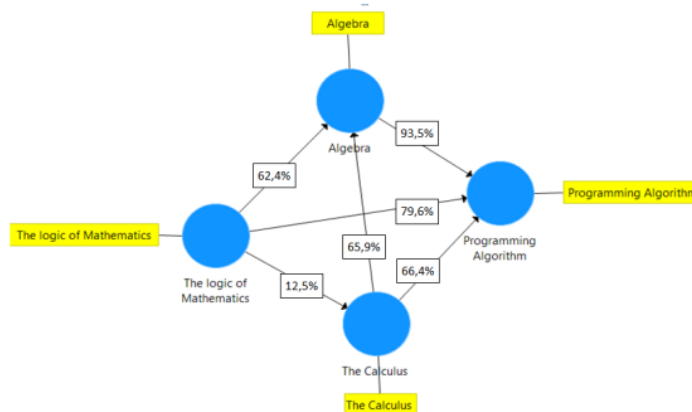 Algebra
Algebra
93,5%
62,4%
Programming Algorithm
79,6%
The logic of Mathematics
65,9%
Programming
Algorithm
66,4%
The logic of
Mathematics
12,5%
The Calculus
The Calculus